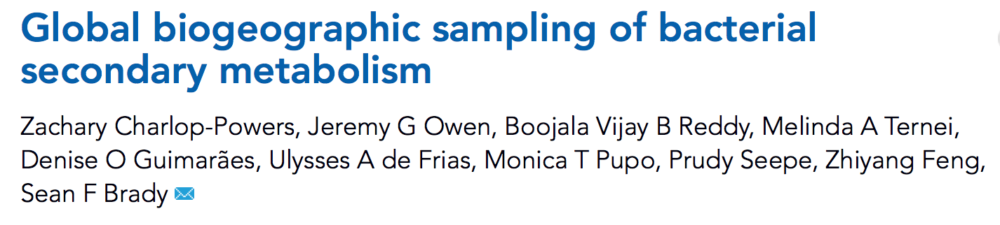 Global biogeographic sampling of bacterial
secondary metabolism
Zachary Charlop-Powers, Jeremy G Owen, Boojala Vijay B Reddy, Melinda A Ternei,
Denise O Guimarães, Ulysses A de Frias, Monica T Pupo, Prudy Seepe, Zhiyang Feng,
Sean F Brady